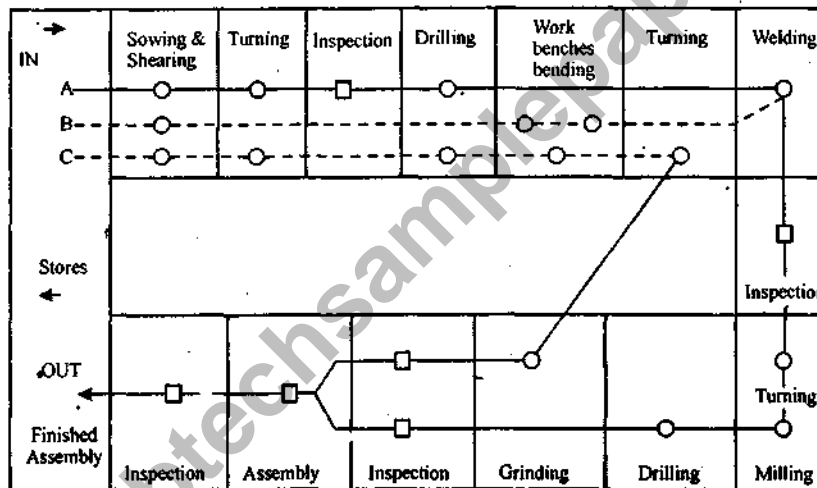 IN
Sowing &
Shearing
Turning
Inspection
Drilling
Work
benches
bending
Turning
Welding
A
B
C
Stores
Inspection
OUT
Turning
Finished
Assembly
Inspection
Assembly
Inspection
Grinding
Drilling
Milling
btechsamplepap